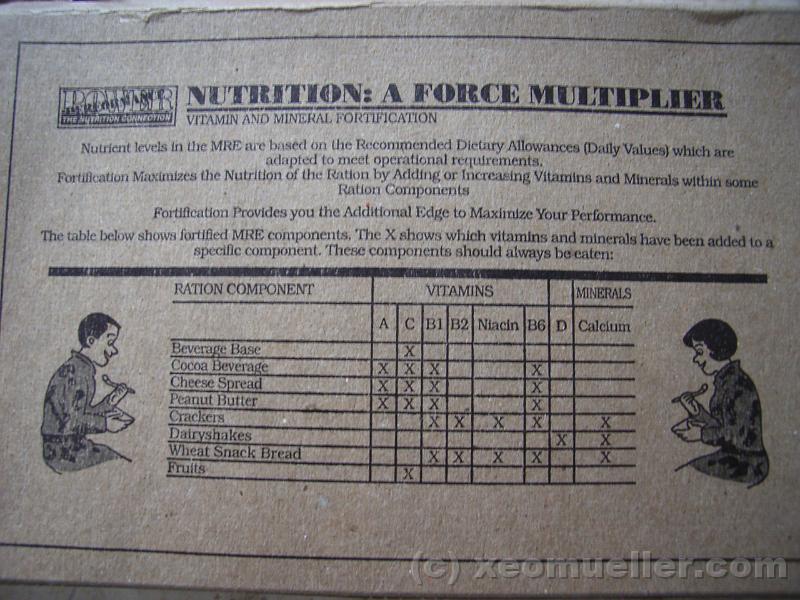 POWER
THE NUTRITION CONNECTION
NUTRITION: A FORCE MULTIPLIER
VITAMIN AND MINERAL FORTIFICATION
Nutrient levels in the MRE are based on the Recommended Dietary Allowances (Daily Values) which are
adapted to meet operational requirements.
Fortification Maximizes the Nutrition of the Ration by Adding or Increasing Vitamins and Minerals within some
Ration Components
Fortification Provides you the Additional Edge to Maximize Your Performance.
The table below shows fortified MRE components. The X shows which vitamins and minerals have been added to a
specific component. These components should always be eaten:
RATION COMPONENT VITAMINS MINERALS
A C B1 B2 Niacin B6 D Calcium
Beverage Base X
Cocoa Beverage X X X X
Cheese Spread X X X X
Peanut Butter X X X X
Crackers X X X X X
Dairyshakes X X
Wheat Snack Bread X X X X X
Fruits X
(c) xeomueller.com